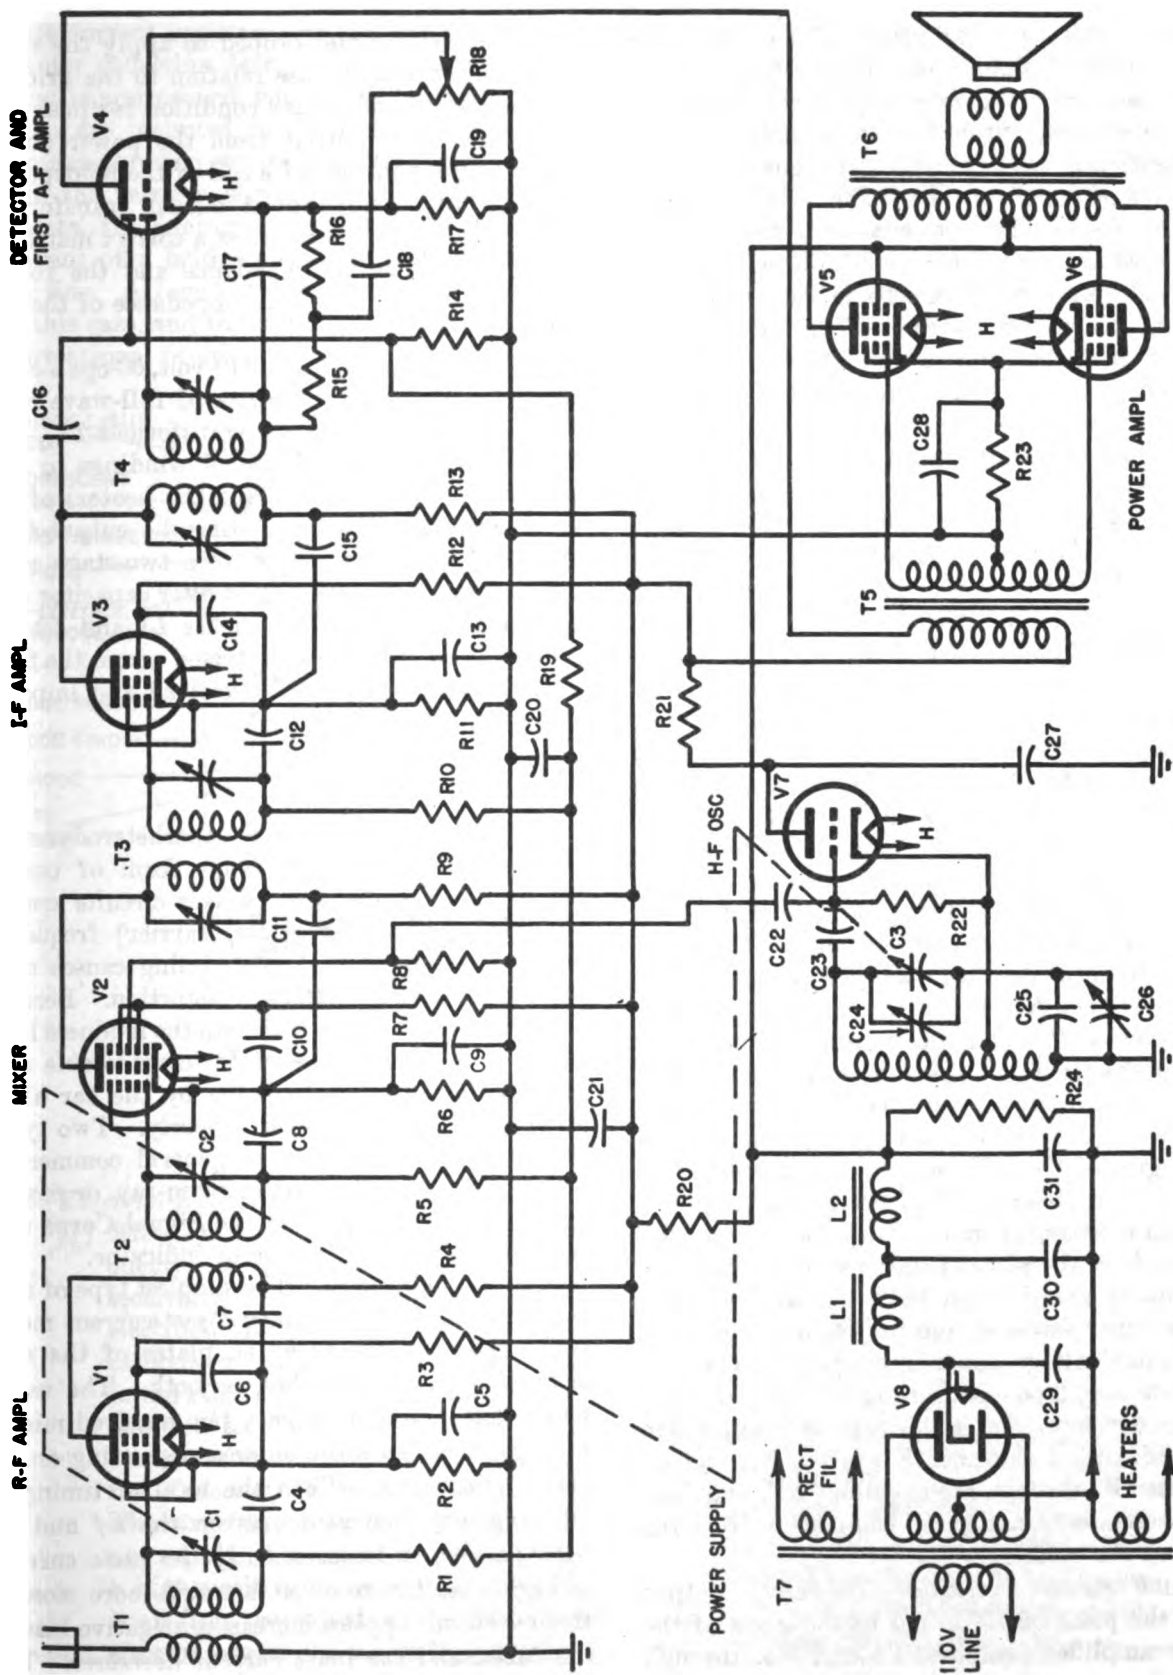 R-F AMPL
MIXER
I-F AMPL
DETECTOR AND
FIRST A-F AMPL
V1
V2
V3
V4
T1
C1
C4
H
C6
C7
T2
C2
C8
H
C10
C11
T3
C12
H
C14
C15
T4
C16
C17
H
R15
R16
C18
R1
R2
C5
R3
R4
R5
R6
C9
R7
R8
R9
R10
R11
C13
R12
R13
R14
R17
C19
R18
C20
R19
C21
R20
R21
POWER SUPPLY
H-F OSC
V7
H
C22
C23
C24
C3
R22
C25
C26
C27
T5
C28
R23
V5
H
V6
POWER AMPL
T6
T7
110V
LINE
RECT
FIL
HEATERS
V8
C29
L1
C30
L2
C31
R24